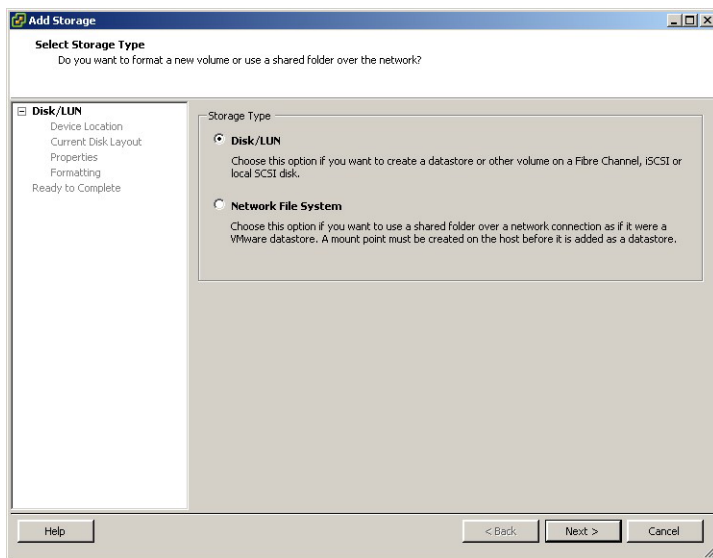 Add Storage
Select Storage Type
Do you want to format a new volume or use a shared folder over the network?
Disk/LUN
Device Location
Current Disk Layout
Properties
Formatting
Ready to Complete
Storage Type
Disk/LUN
Choose this option if you want to create a datastore or other volume on a Fibre Channel, iSCSI or
local SCSI disk.
Network File System
Choose this option if you want to use a shared folder over a network connection as if it were a
VMware datastore. A mount point must be created on the host before it is added as a datastore.
Help
< Back
Next >
Cancel